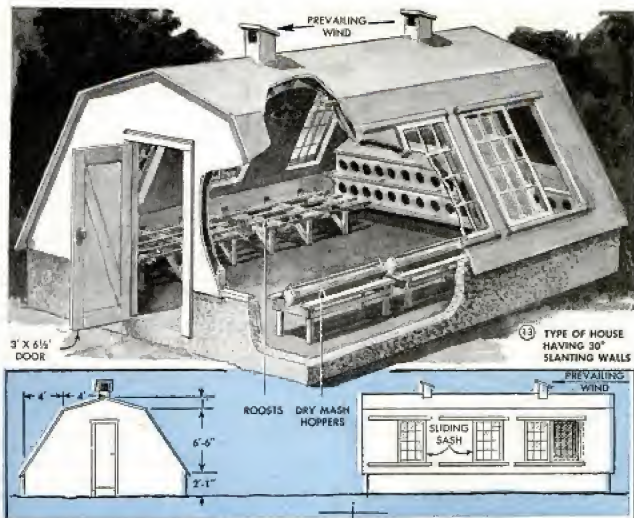 PREVAILING
WIND
3' X 6½'
DOOR
33 TYPE OF HOUSE
HAVING 30°
SLANTING WALLS
ROOSTS
DRY MASH
HOPPERS
4' 4'
6'-6"
2'-1"
PREVAILING
WIND
SLIDING
SASH